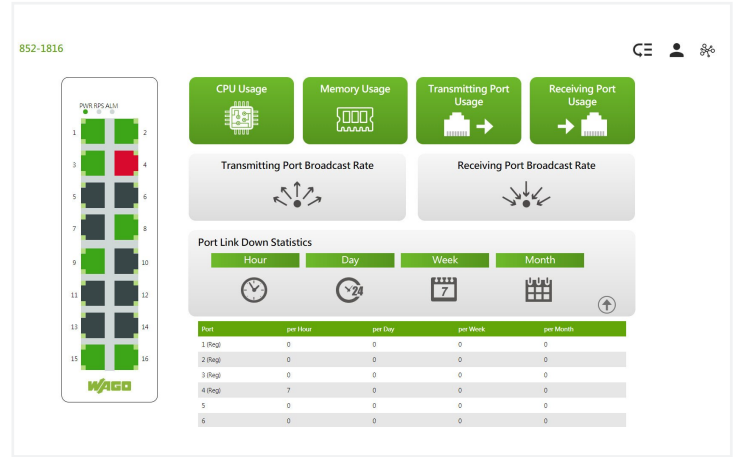 852-1816
PWR RPS ALM
1 2
3 4
5 6
7 8
9 10
11 12
13 14
15 16
WAGO
CPU Usage
Memory Usage
Transmitting Port
Usage
Receiving Port
Usage
Transmitting Port Broadcast Rate
Receiving Port Broadcast Rate
Port Link Down Statistics
Hour Day Week Month
24 7
Port per Hour per Day per Week per Month
1 (Reg) 0 0 0 0
2 (Reg) 0 0 0 0
3 (Reg) 0 0 0 0
4 (Reg) 7 0 0 0
5 0 0 0 0
6 0 0 0 0